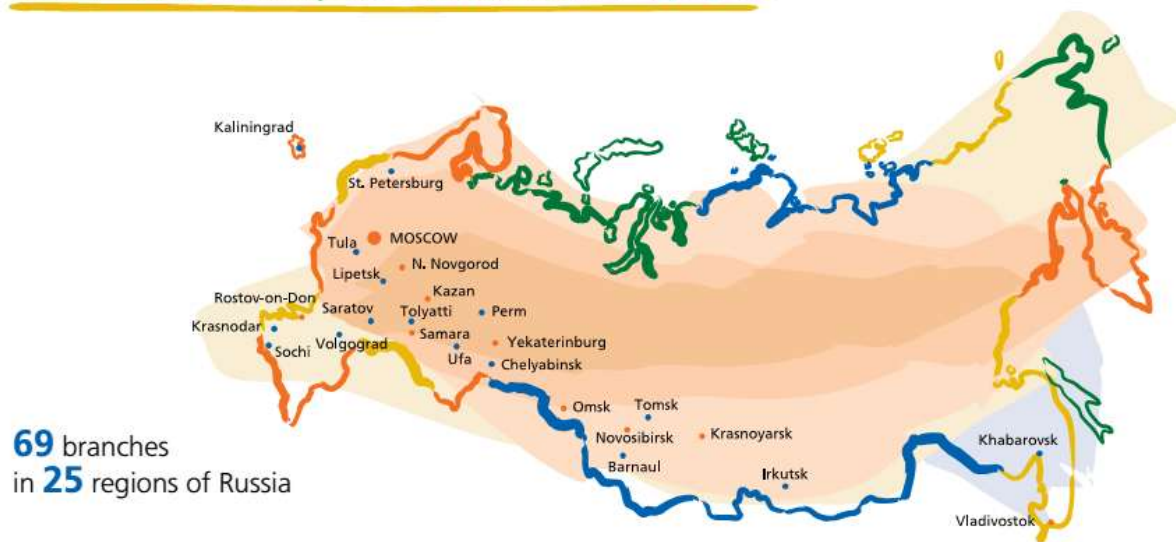 Kaliningrad
St. Petersburg
MOSCOW
Tula
N. Novgorod
Lipetsk
Kazan
Rostov-on-Don
Saratov
Tolyatti
Perm
Krasnodar
Samara
Volgograd
Yekaterinburg
Sochi
Ufa
Chelyabinsk
Omsk
Tomsk
Novosibirsk
Krasnoyarsk
Barnaul
Khabarovsk
Irkutsk
Vladivostok
69 branches
in 25 regions of Russia